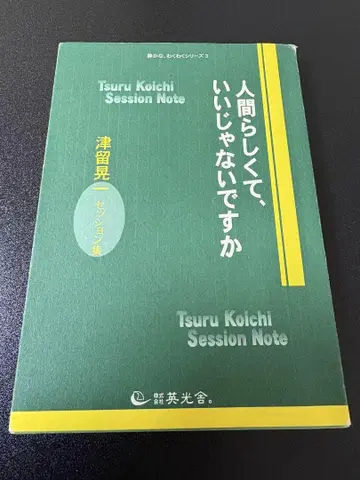 静かな、わくわくシリーズ 3
人間らしくて、
いいじゃないですか
Tsuru Koichi
Session Note
津留晃一
セッション集
Tsuru Koichi
Session Note
株式会社 英光舎。